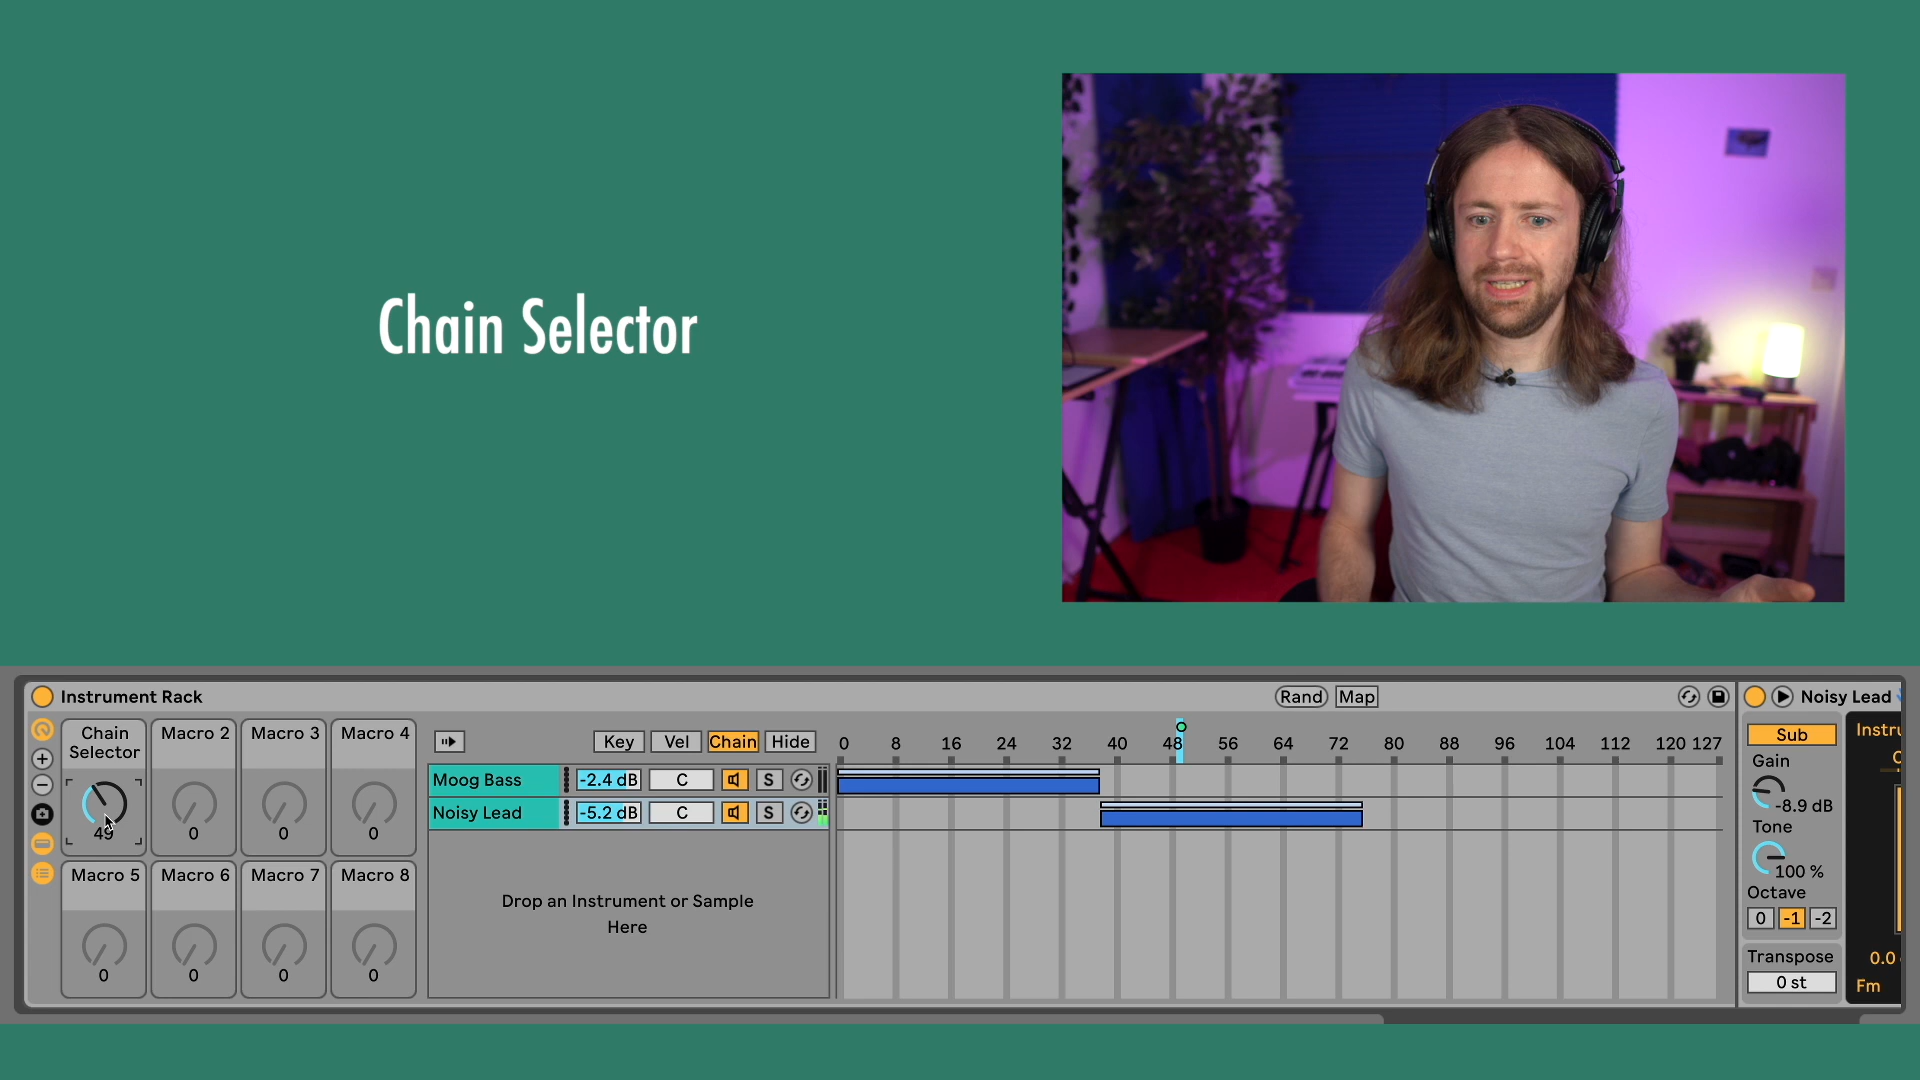 Chain Selector
Instrument Rack
Rand
Map
Noisy Lead
Chain
Selector
49
Macro 2
0
Macro 3
0
Macro 4
0
Macro 5
0
Macro 6
0
Macro 7
0
Macro 8
0
Key
Vel
Chain
Hide
0 8 16 24 32 40 48 56 64 72 80 88 96 104 112 120 127
Moog Bass
-2.4 dB
C
S
Noisy Lead
-5.2 dB
C
S
Drop an Instrument or Sample
Here
Sub
Gain
-8.9 dB
Tone
100 %
Octave
0 -1 -2
Transpose
0 st
Instru
0.0
Fm